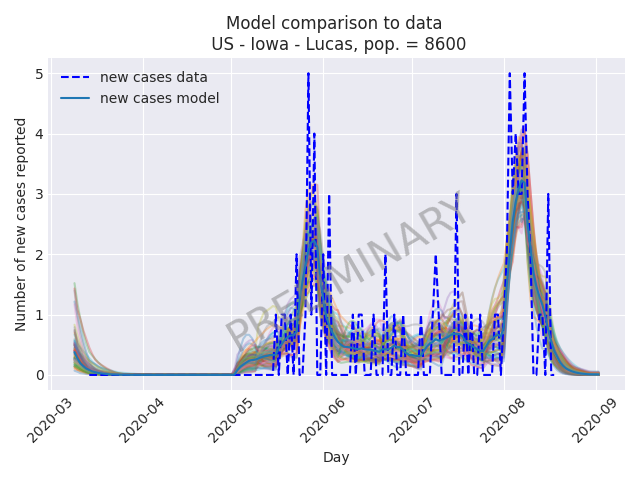 Model comparison to data
US - Iowa - Lucas, pop. = 8600
new cases data
new cases model
PRELIMINARY
Number of new cases reported
5
4
3
2
1
0
2020-03
2020-04
2020-05
2020-06
2020-07
2020-08
2020-09
Day